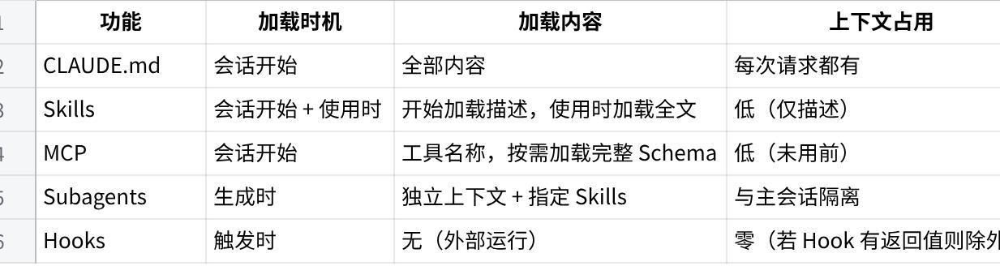 功能 加载时机 加载内容 上下文占用
2 CLAUDE.md 会话开始 全部内容 每次请求都有
3 Skills 会话开始 + 使用时 开始加载描述，使用时加载全文 低（仅描述）
4 MCP 会话开始 工具名称，按需加载完整 Schema 低（未用前）
5 Subagents 生成时 独立上下文 + 指定 Skills 与主会话隔离
6 Hooks 触发时 无（外部运行） 零（若 Hook 有返回值则除